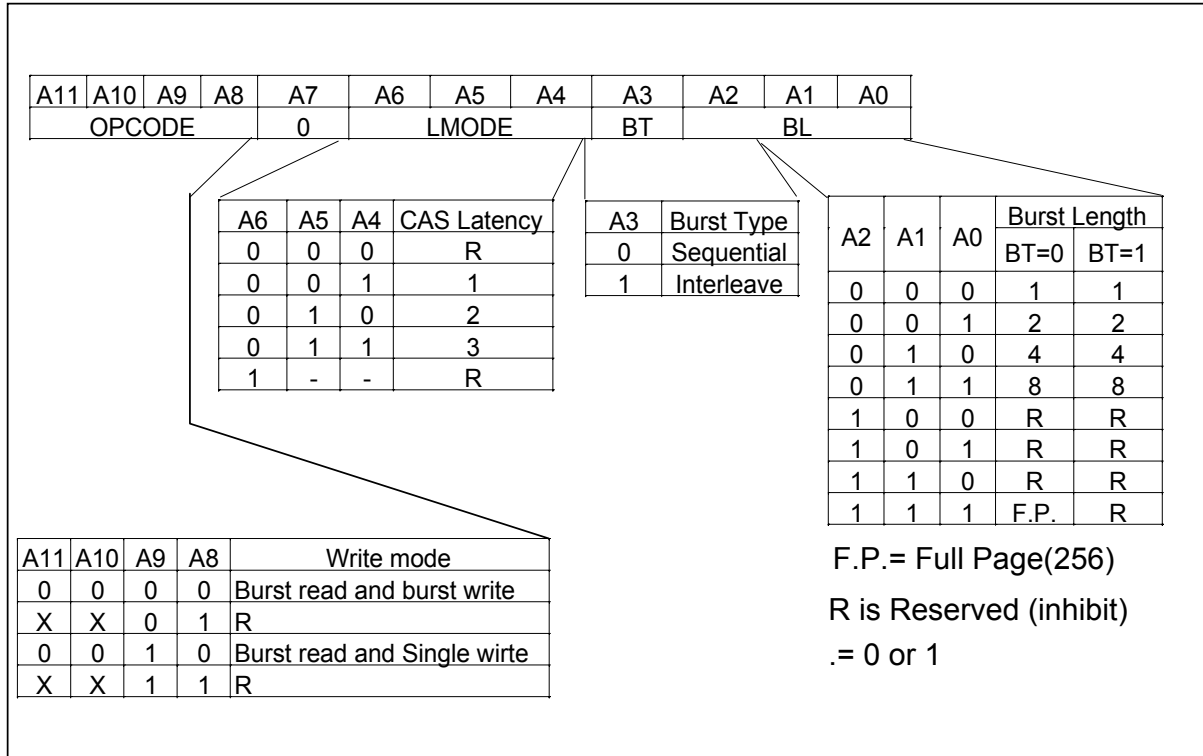 A11 A10 A9 A8 A7 A6 A5 A4 A3 A2 A1 A0
OPCODE 0 LMODE BT BL
A6 A5 A4 CAS Latency
0 0 0 R
0 0 1 1
0 1 0 2
0 1 1 3
1 - - R
A3 Burst Type
0 Sequential
1 Interleave
A2 A1 A0 Burst Length
BT=0 BT=1
0 0 0 1 1
0 0 1 2 2
0 1 0 4 4
0 1 1 8 8
1 0 0 R R
1 0 1 R R
1 1 0 R R
1 1 1 F.P. R
A11 A10 A9 A8 Write mode
0 0 0 0 Burst read and burst write
X X 0 1 R
0 0 1 0 Burst read and Single wirte
X X 1 1 R
F.P.= Full Page(256)
R is Reserved (inhibit)
.= 0 or 1